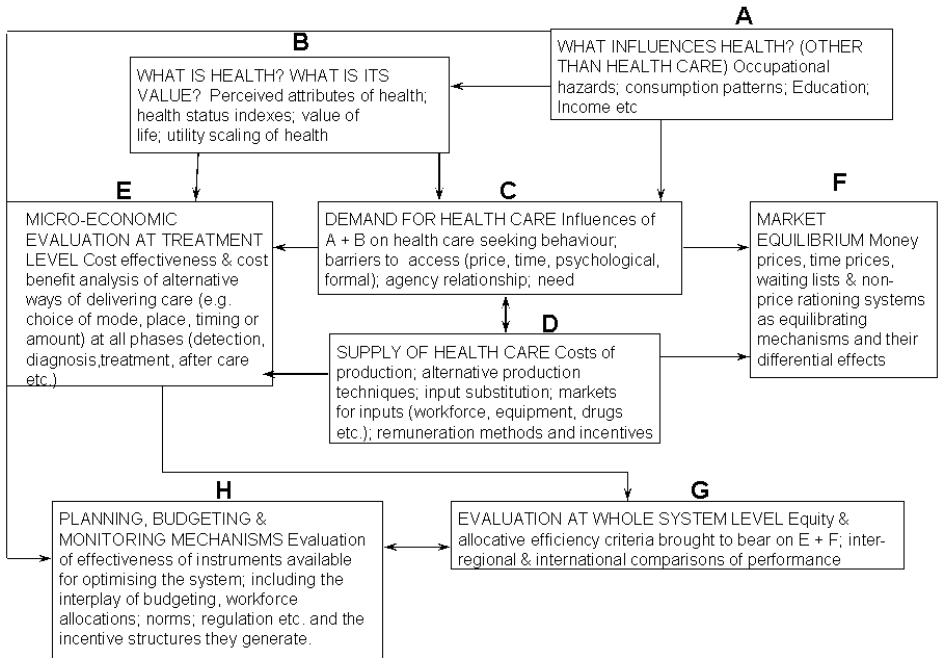 A
WHAT INFLUENCES HEALTH? (OTHER
THAN HEALTH CARE) Occupational
hazards; consumption patterns; Education;
Income etc
B
WHAT IS HEALTH? WHAT IS ITS
VALUE? Perceived attributes of health;
health status indexes; value of
life; utility scaling of health
E
MICRO-ECONOMIC
EVALUATION AT TREATMENT
LEVEL Cost effectiveness & cost
benefit analysis of alternative
ways of delivering care (e.g.
choice of mode, place, timing or
amount) at all phases (detection,
diagnosis,treatment, after care
etc.)
C
DEMAND FOR HEALTH CARE Influences of
A + B on health care seeking behaviour;
barriers to access (price, time, psychological,
formal); agency relationship; need
F
MARKET
EQUILIBRIUM Money
prices, time prices,
waiting lists & non-
price rationing systems
as equilibrating
mechanisms and their
differential effects
D
SUPPLY OF HEALTH CARE Costs of
production; alternative production
techniques; input substitution; markets
for inputs (workforce, equipment, drugs
etc.); remuneration methods and incentives
H
PLANNING, BUDGETING &
MONITORING MECHANISMS Evaluation
of effectiveness of instruments available
for optimising the system; including the
interplay of budgeting, workforce
allocations; norms; regulation etc. and the
incentive structures they generate.
G
EVALUATION AT WHOLE SYSTEM LEVEL Equity &
allocative efficiency criteria brought to bear on E + F; inter-
regional & international comparisons of performance